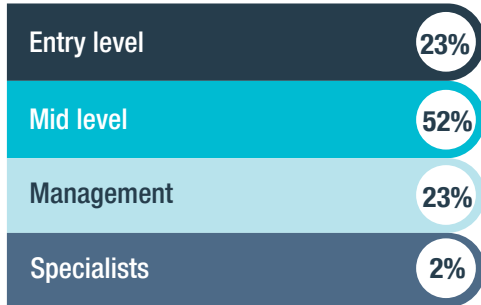 Entry level 23%
Mid level 52%
Management 23%
Specialists 2%